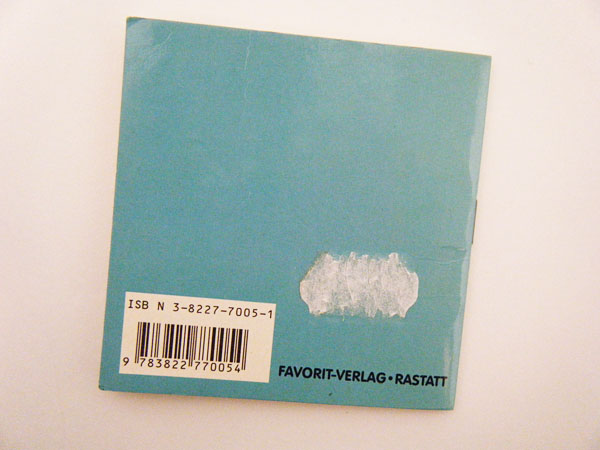 ISB N 3-8227-7005-1
9 783822 770054
FAVORIT-VERLAG • RASTATT